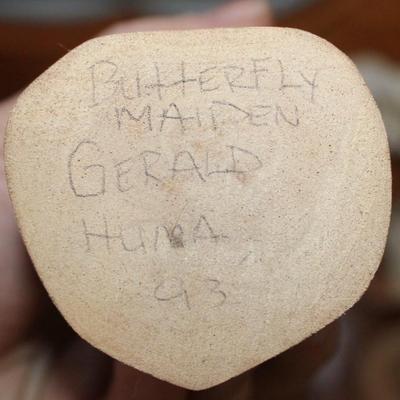 BUTTERFLY
MAIDEN
GERALD
HUMA
93